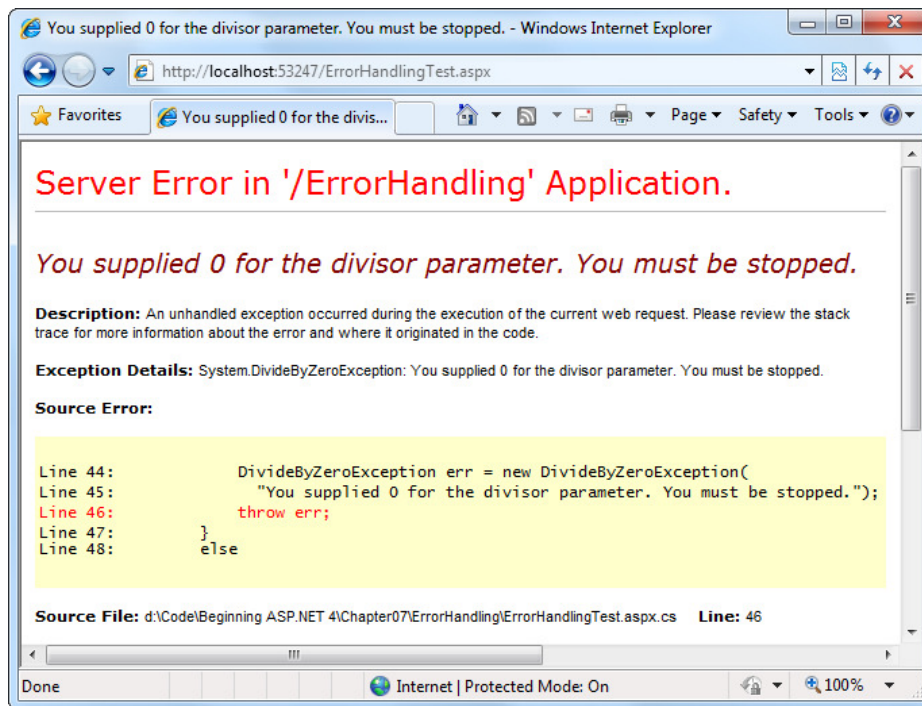 You supplied 0 for the divisor parameter. You must be stopped. - Windows Internet Explorer
http://localhost:53247/ErrorHandlingTest.aspx
Favorites You supplied 0 for the divis... Page Safety Tools
Server Error in '/ErrorHandling' Application.
You supplied 0 for the divisor parameter. You must be stopped.
Description: An unhandled exception occurred during the execution of the current web request. Please review the stack
trace for more information about the error and where it originated in the code.
Exception Details: System.DivideByZeroException: You supplied 0 for the divisor parameter. You must be stopped.
Source Error:
Line 44: DivideByZeroException err = new DivideByZeroException(
Line 45: "You supplied 0 for the divisor parameter. You must be stopped.");
Line 46: throw err;
Line 47: }
Line 48: else
Source File: d:\Code\Beginning ASP.NET 4\Chapter07\ErrorHandling\ErrorHandlingTest.aspx.cs Line: 46
Done Internet | Protected Mode: On 100%